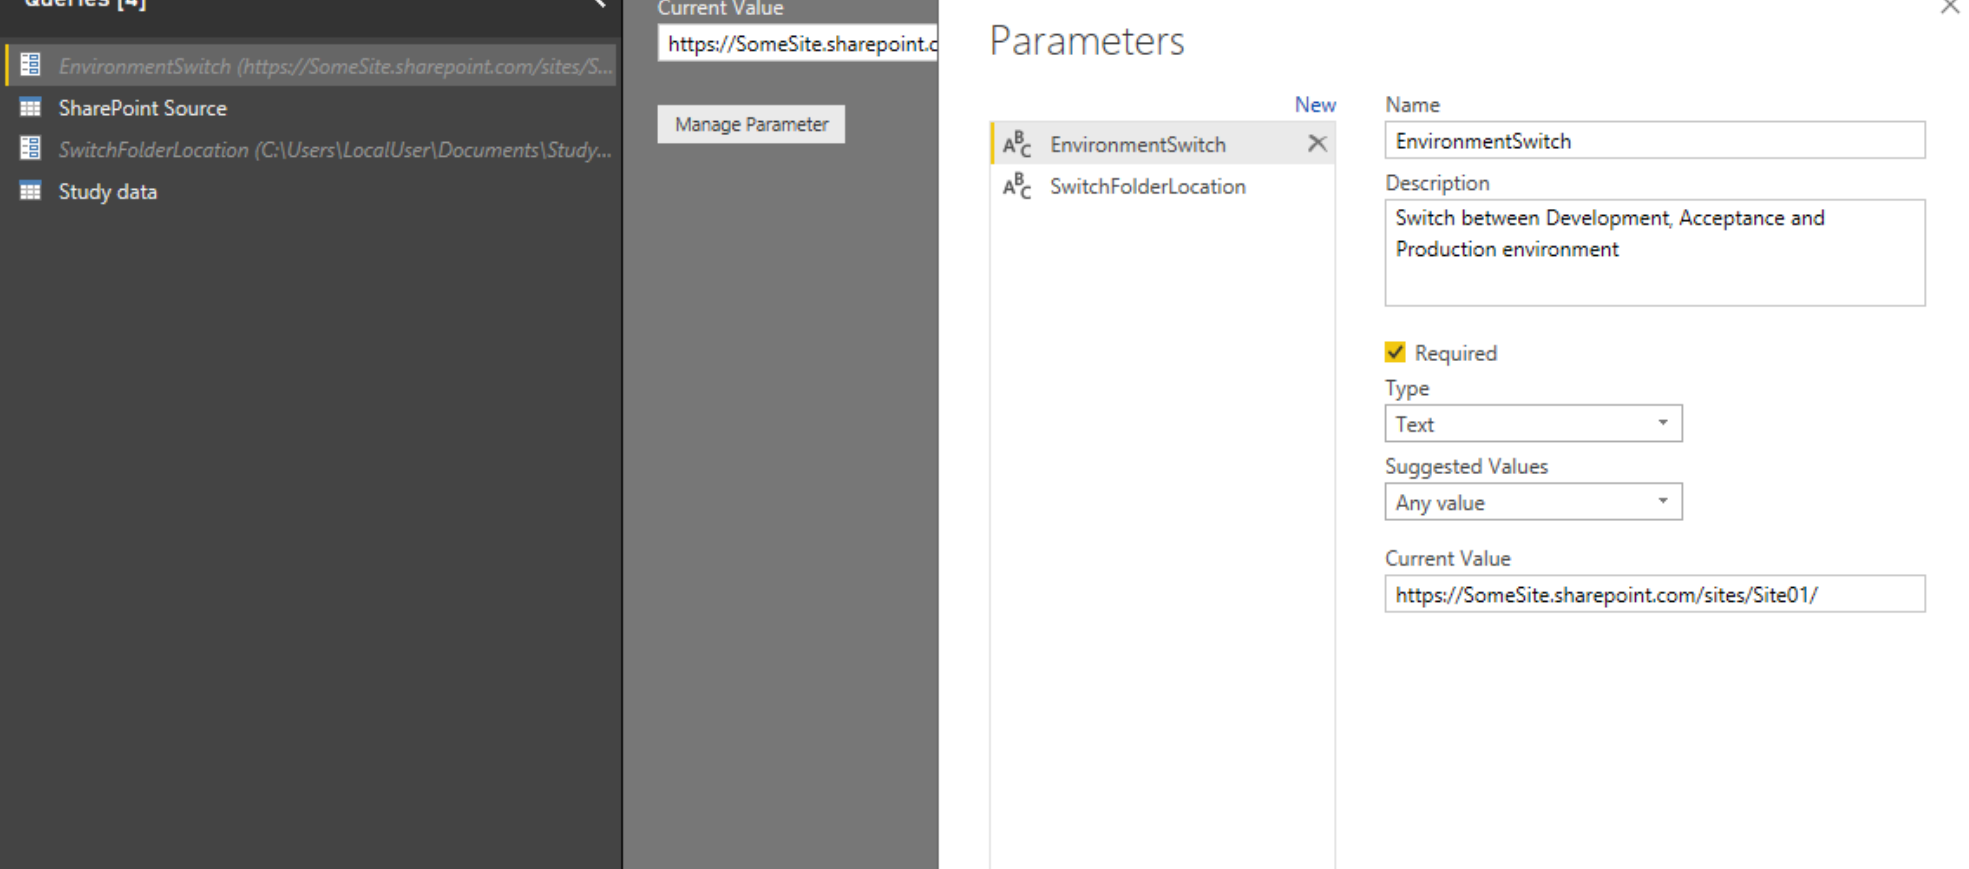 Queries [4]
EnvironmentSwitch (https://SomeSite.sharepoint.com/sites/S...
SharePoint Source
SwitchFolderLocation (C:\Users\LocalUser\Documents\Study...
Study data
Current Value
https://SomeSite.sharepoint.c
Manage Parameter
Parameters
New
EnvironmentSwitch
SwitchFolderLocation
Name
EnvironmentSwitch
Description
Switch between Development, Acceptance and
Production environment
Required
Type
Text
Suggested Values
Any value
Current Value
https://SomeSite.sharepoint.com/sites/Site01/